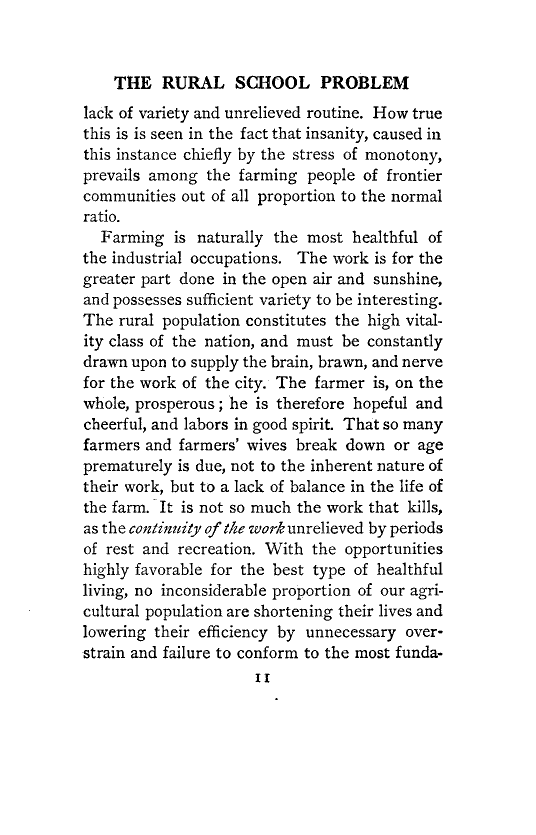 THE RURAL SCHOOL PROBLEM
lack of variety and unrelieved routine. How true
this is is seen in the fact that insanity, caused in
this instance chiefly by the stress of monotony,
prevails among the farming people of frontier
communities out of all proportion to the normal
ratio.
Farming is naturally the most healthful of
the industrial occupations. The work is for the
greater part done in the open air and sunshine,
and possesses sufficient variety to be interesting.
The rural population constitutes the high vital-
ity class of the nation, and must be constantly
drawn upon to supply the brain, brawn, and nerve
for the work of the city. The farmer is, on the
whole, prosperous; he is therefore hopeful and
cheerful, and labors in good spirit. That so many
farmers and farmers' wives break down or age
prematurely is due, not to the inherent nature of
their work, but to a lack of balance in the life of
the farm. It is not so much the work that kills,
as the continuity of the work unrelieved by periods
of rest and recreation. With the opportunities
highly favorable for the best type of healthful
living, no inconsiderable proportion of our agri-
cultural population are shortening their lives and
lowering their efficiency by unnecessary over-
strain and failure to conform to the most funda-
11